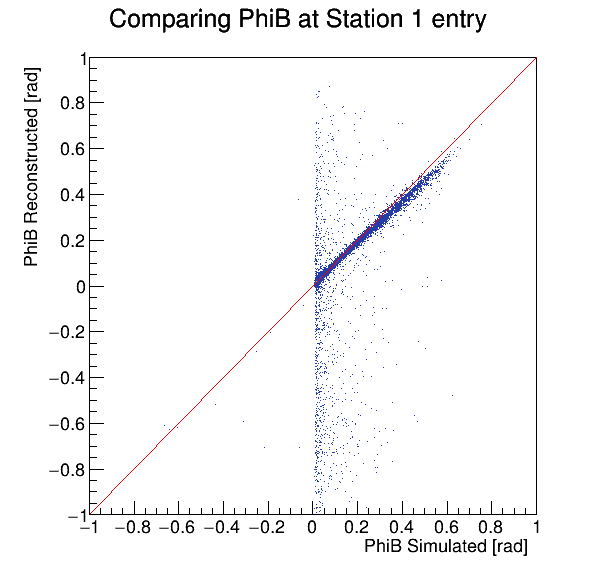 Comparing PhiB at Station 1 entry
PhiB Reconstructed [rad]
1
0.8
0.6
0.4
0.2
0
−0.2
−0.4
−0.6
−0.8
−1
−1 −0.8 −0.6 −0.4 −0.2 0 0.2 0.4 0.6 0.8 1
PhiB Simulated [rad]